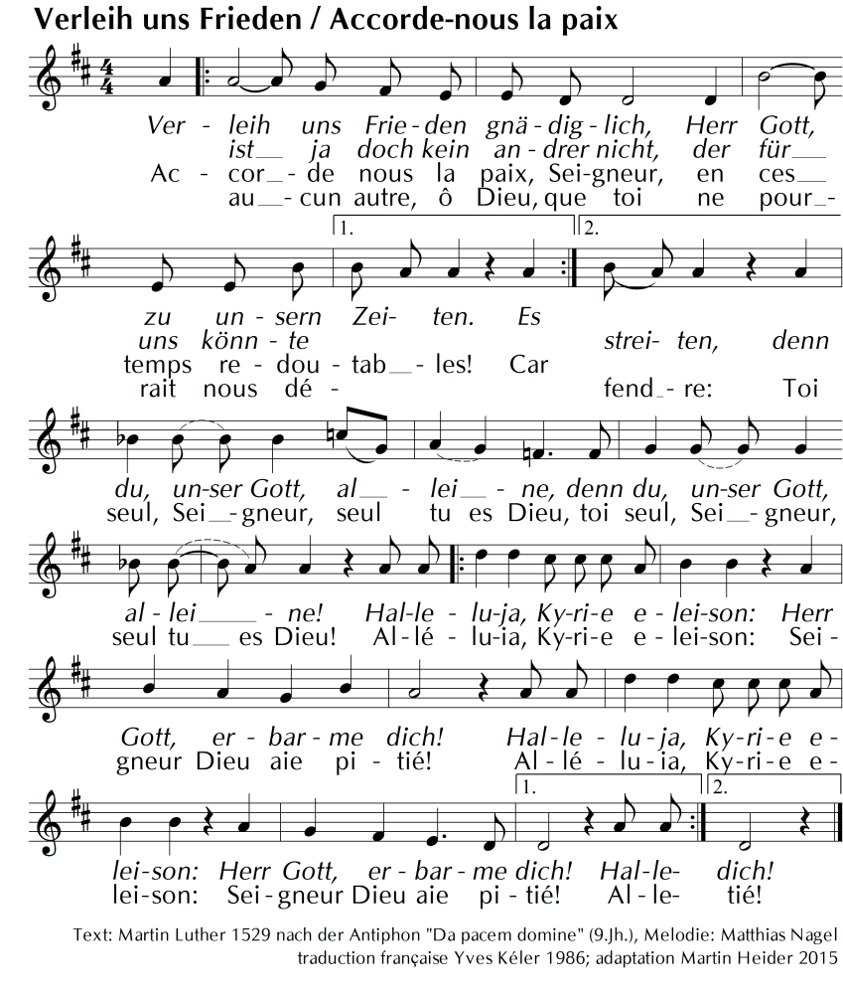 Verleih uns Frieden / Accorde-nous la paix
4
4
Ver - leih uns Frie - den gnä - dig - lich, Herr Gott,
ist__ ja doch kein an - drer nicht, der für__
Ac - cor_ - de nous la paix, Sei-gneur, en ces__
au__ - cun autre, ô Dieu, que toi ne pour_ -
1. 2.
zu un - sern Zei- ten. Es
uns könn - te strei- ten, denn
temps re - dou - tab__ - les! Car
rait nous dé - fend_ - re: Toi
du, un-ser Gott, al__ - lei__ - ne, denn du, un-ser Gott,
seul, Sei__-gneur, seul tu es Dieu, toi seul, Sei__-gneur,
al - lei____ - ne! Hal-le - lu-ja, Ky-ri-e e - lei-son: Herr
seul tu__ es Dieu! Al-lé - lu-ia, Ky-ri-e e - lei-son: Sei -
Gott, er - bar - me dich! Hal-le - lu - ja, Ky-ri-e e -
gneur Dieu aie pi - tié! Al - lé - lu - ia, Ky-ri-e e -
1. 2.
lei-son: Herr Gott, er - bar - me dich! Hal-le- dich!
lei-son: Sei - gneur Dieu aie pi - tié! Al - le- tié!
Text: Martin Luther 1529 nach der Antiphon "Da pacem domine" (9.Jh.), Melodie: Matthias Nagel
traduction française Yves Kéler 1986; adaptation Martin Heider 2015